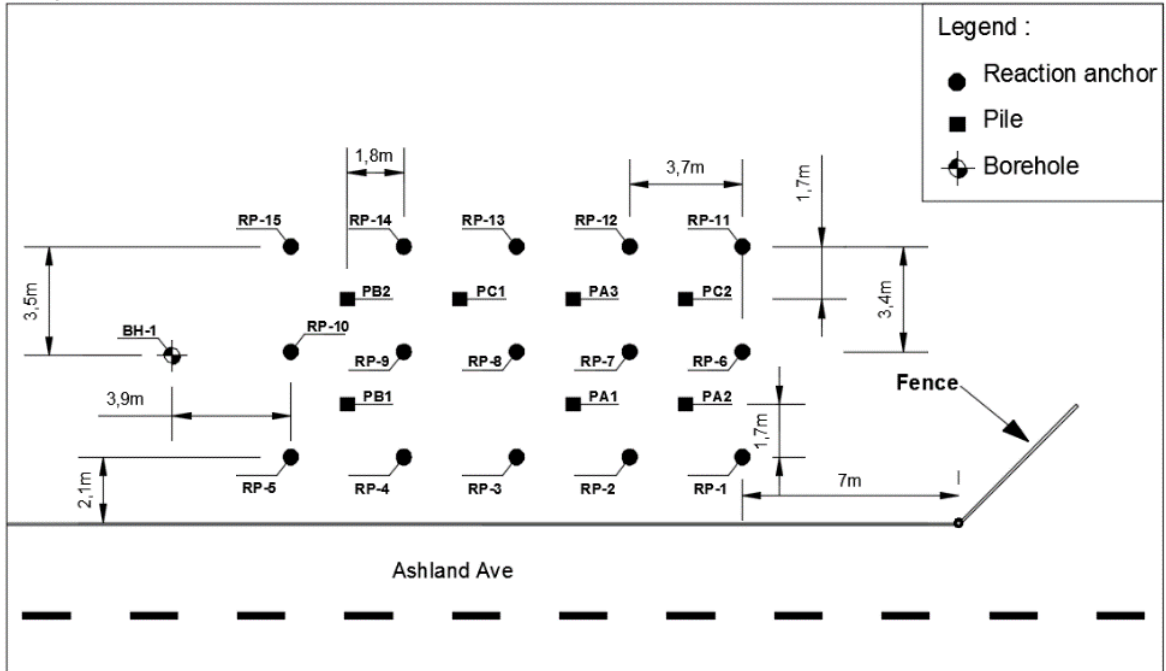 Legend :
Reaction anchor
Pile
Borehole
1,8m
3,7m
1,7m
RP-15
RP-14
RP-13
RP-12
RP-11
3,5m
PB2
PC1
PA3
PC2
3,4m
BH-1
RP-10
RP-9
RP-8
RP-7
RP-6
Fence
3,9m
PB1
PA1
PA2
1,7m
2,1m
RP-5
RP-4
RP-3
RP-2
RP-1
7m
Ashland Ave